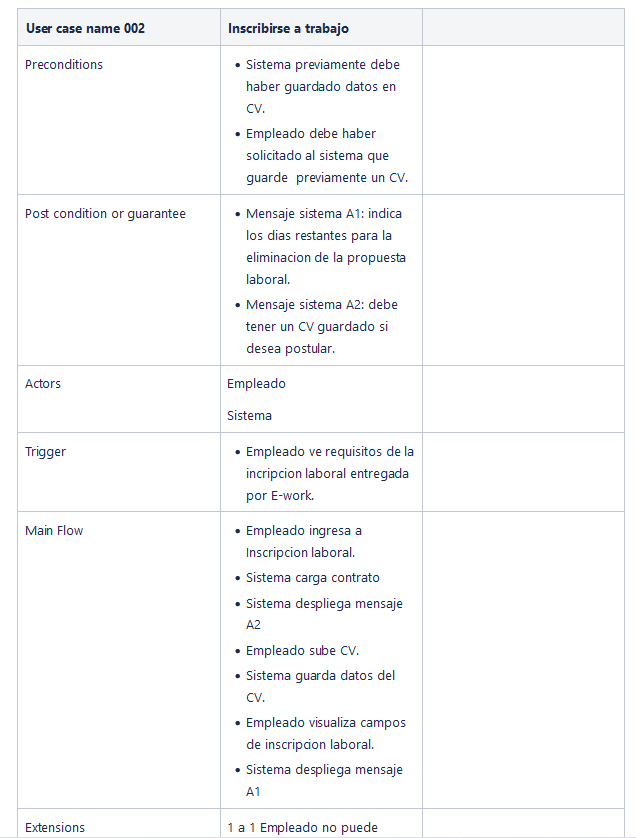 User case name 002
Inscribirse a trabajo
Preconditions
• Sistema previamente debe
haber guardado datos en
CV.
• Empleado debe haber
solicitado al sistema que
guarde previamente un CV.
Post condition or guarantee
• Mensaje sistema A1: indica
los dias restantes para la
eliminacion de la propuesta
laboral.
• Mensaje sistema A2: debe
tener un CV guardado si
desea postular.
Actors
Empleado
Sistema
Trigger
• Empleado ve requisitos de la
incripcion laboral entregada
por E-work.
Main Flow
• Empleado ingresa a
Inscripcion laboral.
• Sistema carga contrato
• Sistema despliega mensaje
A2
• Empleado sube CV.
• Sistema guarda datos del
CV.
• Empleado visualiza campos
de inscripcion laboral.
• Sistema despliega mensaje
A1
Extensions
1 a 1 Empleado no puede